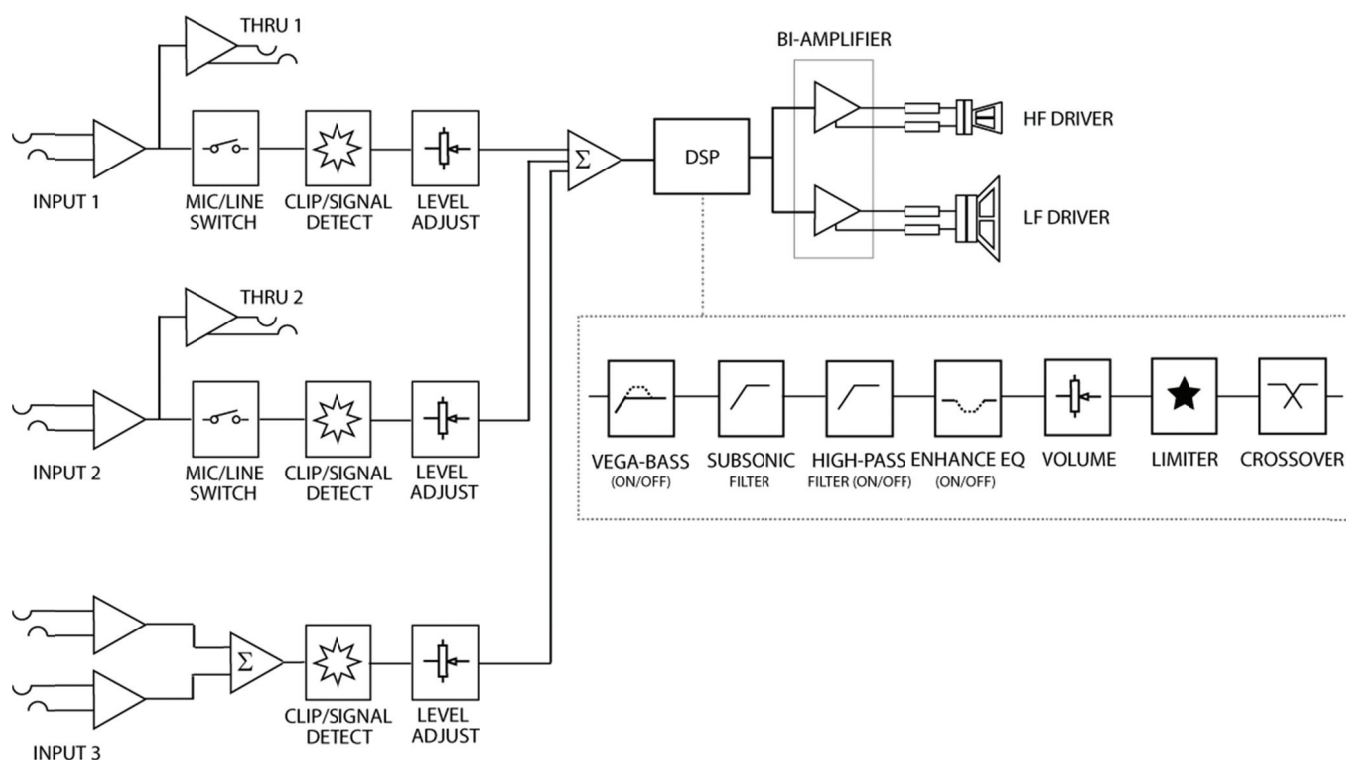 THRU 1
INPUT 1
MIC/LINE
SWITCH
CLIP/SIGNAL
DETECT
LEVEL
ADJUST
Σ
DSP
BI-AMPLIFIER
HF DRIVER
LF DRIVER
THRU 2
INPUT 2
MIC/LINE
SWITCH
CLIP/SIGNAL
DETECT
LEVEL
ADJUST
VEGA-BASS
(ON/OFF)
SUBSONIC
FILTER
HIGH-PASS
FILTER (ON/OFF)
ENHANCE EQ
(ON/OFF)
VOLUME
LIMITER
CROSSOVER
INPUT 3
Σ
CLIP/SIGNAL
DETECT
LEVEL
ADJUST